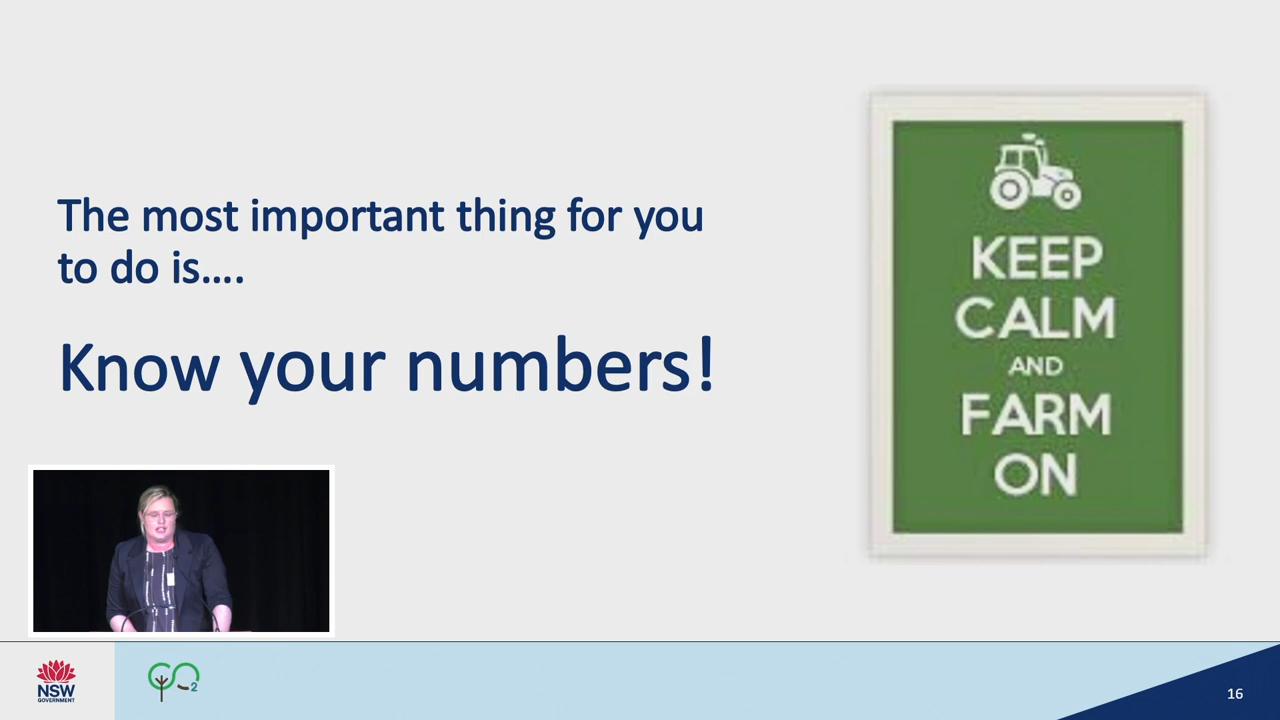 The most important thing for you
to do is....
Know your numbers!
KEEP
CALM
AND
FARM
ON
NSW
GOVERNMENT
CO2
16